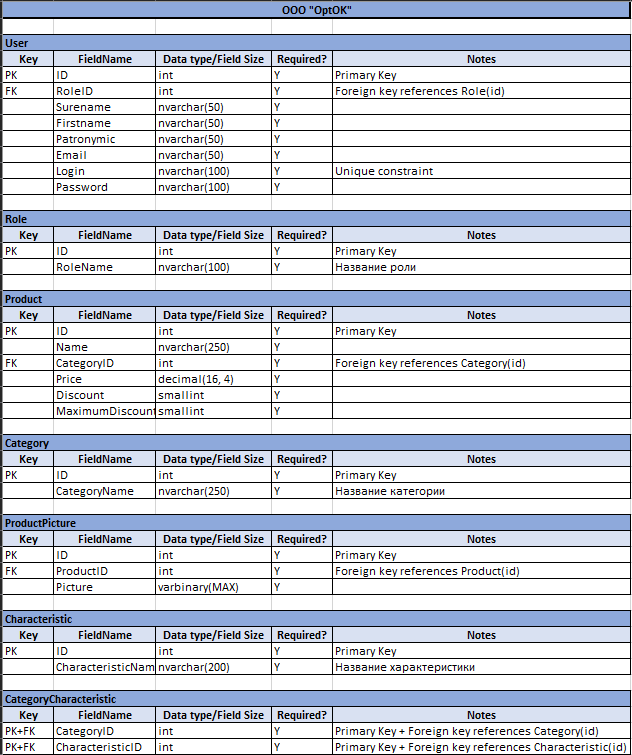 ООО "OptOK"
User
Key FieldName Data type/Field Size Required? Notes
PK ID int Y Primary Key
FK RoleID int Y Foreign key references Role(id)
Surename nvarchar(50) Y
Firstname nvarchar(50) Y
Patronymic nvarchar(50) Y
Email nvarchar(50) Y
Login nvarchar(100) Y Unique constraint
Password nvarchar(100) Y
Role
Key FieldName Data type/Field Size Required? Notes
PK ID int Y Primary Key
RoleName nvarchar(100) Y Название роли
Product
Key FieldName Data type/Field Size Required? Notes
PK ID int Y Primary Key
Name nvarchar(250) Y
FK CategoryID int Y Foreign key references Category(id)
Price decimal(16, 4) Y
Discount smallint Y
MaximumDiscount smallint Y
Category
Key FieldName Data type/Field Size Required? Notes
PK ID int Y Primary Key
CategoryName nvarchar(250) Y Название категории
ProductPicture
Key FieldName Data type/Field Size Required? Notes
PK ID int Y Primary Key
FK ProductID int Y Foreign key references Product(id)
Picture varbinary(MAX) Y
Characteristic
Key FieldName Data type/Field Size Required? Notes
PK ID int Y Primary Key
CharacteristicNam nvarchar(200) Y Название характеристики
CategoryCharacteristic
Key FieldName Data type/Field Size Required? Notes
PK+FK CategoryID int Y Primary Key + Foreign key references Category(id)
PK+FK CharacteristicID int Y Primary Key + Foreign key references Characteristic(id)